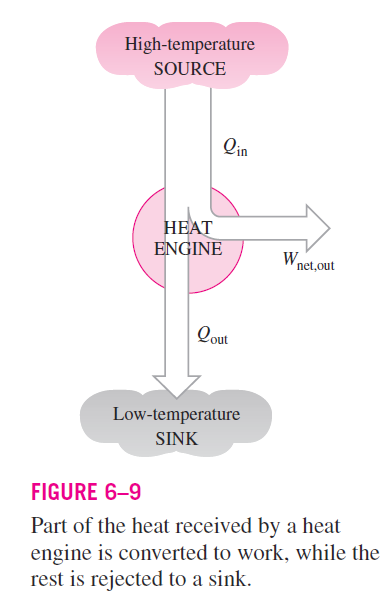 High-temperature
SOURCE
Qin
HEAT
ENGINE
Wnet,out
Qout
Low-temperature
SINK
FIGURE 6–9
Part of the heat received by a heat
engine is converted to work, while the
rest is rejected to a sink.